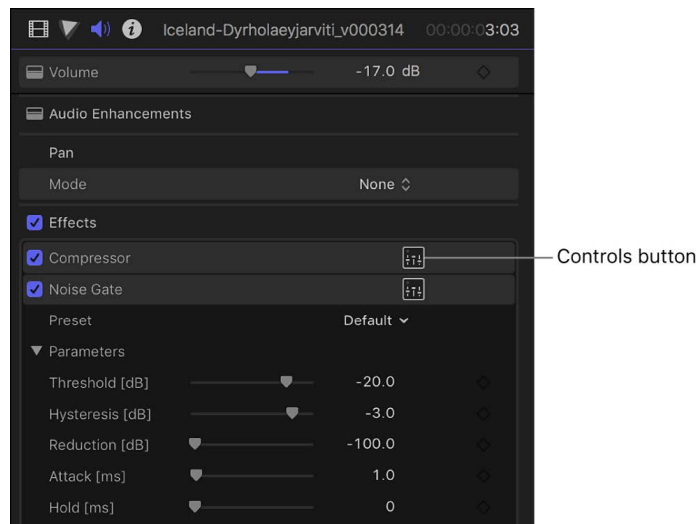 Iceland-Dyrholaeyjarviti_v000314 00:00:03:03
Volume -17.0 dB
Audio Enhancements
Pan
Mode None
Effects
Compressor
Controls button
Noise Gate
Preset Default
Parameters
Threshold [dB] -20.0
Hysteresis [dB] -3.0
Reduction [dB] -100.0
Attack [ms] 1.0
Hold [ms] 0